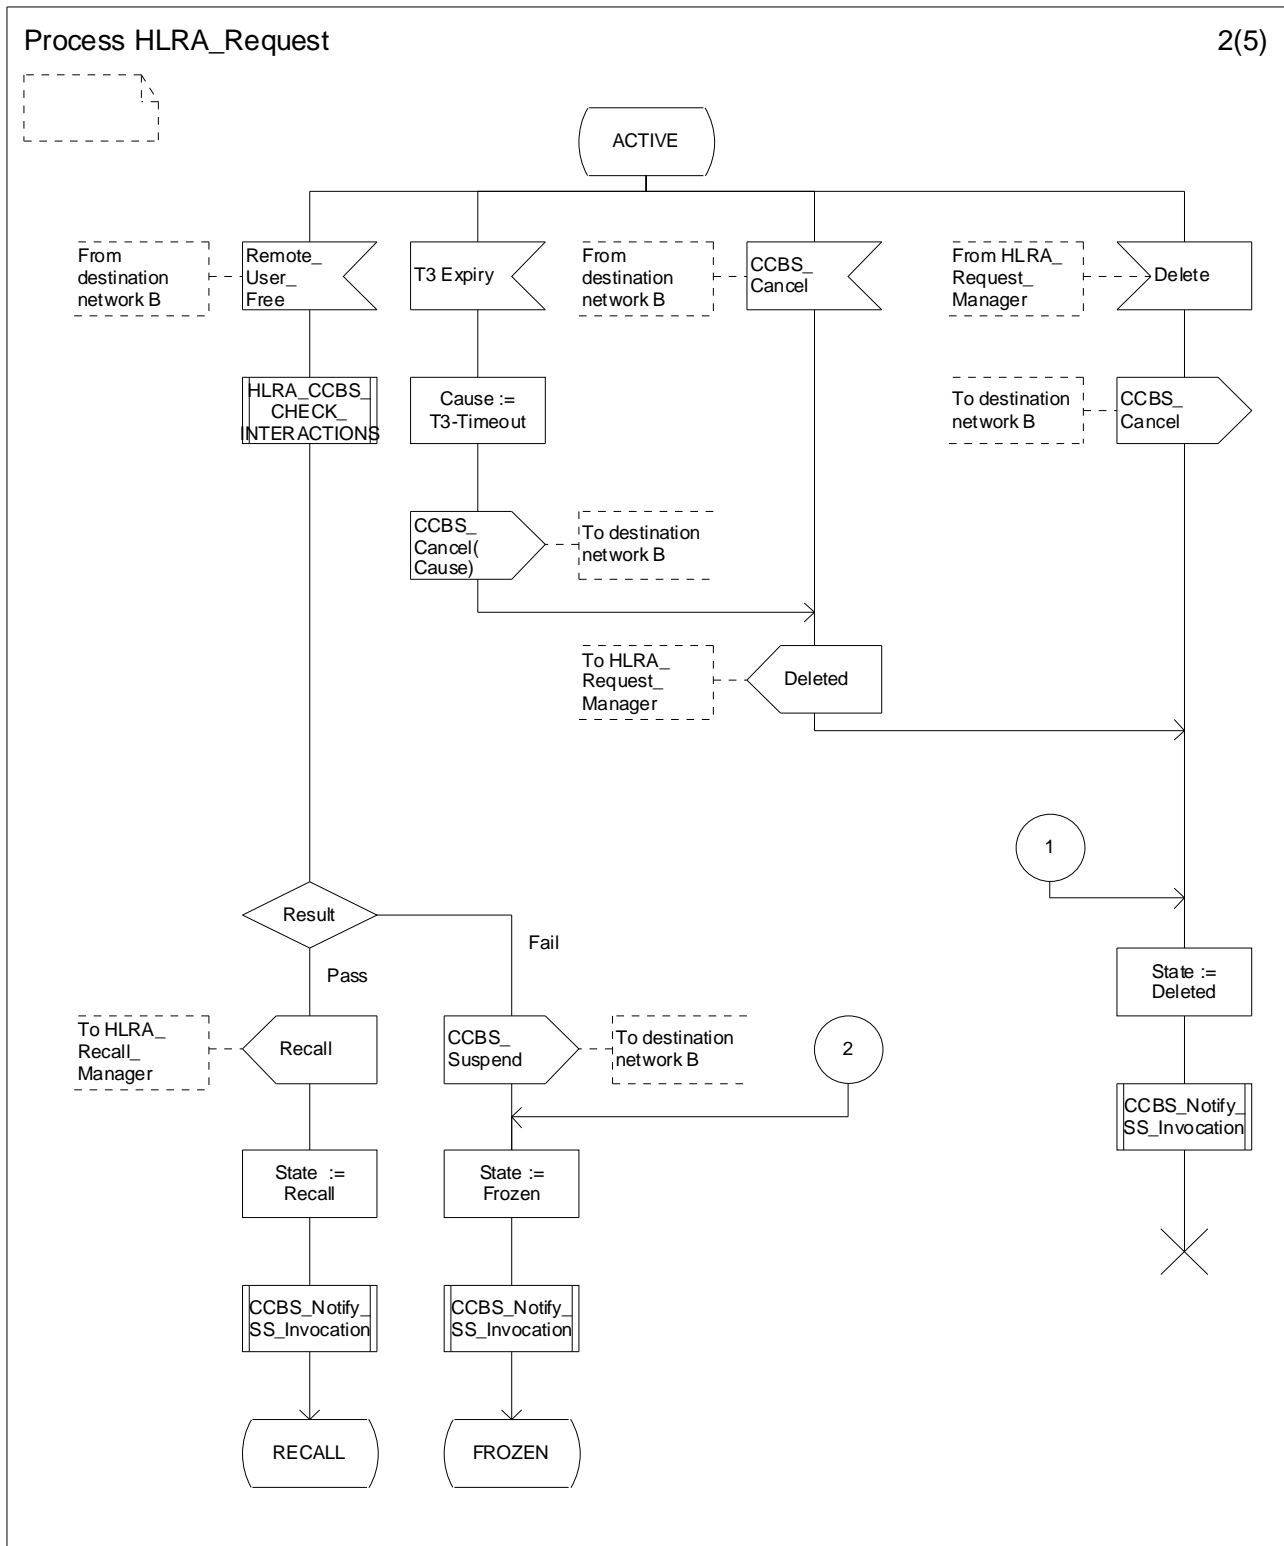 Process HLRA_Request
2(5)
ACTIVE
From
destination
network B
Remote_
User_
Free
T3 Expiry
From
destination
network B
CCBS_
Cancel
From HLRA_
Request_
Manager
Delete
HLRA_CCBS_
CHECK_
INTERACTIONS
Cause :=
T3-Timeout
To destination
network B
CCBS_
Cancel
CCBS_
Cancel(
Cause)
To destination
network B
To HLRA_
Request_
Manager
Deleted
1
Result
Fail
Pass
State :=
Deleted
To HLRA_
Recall_
Manager
Recall
CCBS_
Suspend
To destination
network B
2
CCBS_Notify_
SS_Invocation
State :=
Recall
State :=
Frozen
CCBS_Notify_
SS_Invocation
CCBS_Notify_
SS_Invocation
RECALL
FROZEN